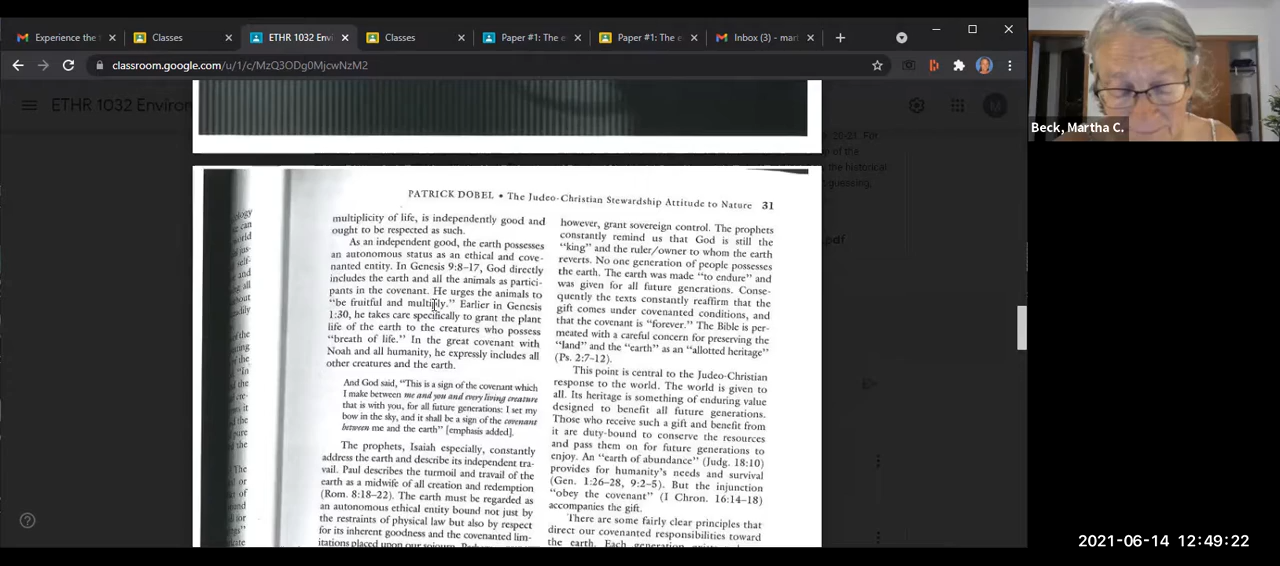 Experience the
Classes
ETHR 1032 Envi
Classes
Paper #1: The e
Paper #1: The e
Inbox (3) - mar
classroom.google.com/u/1/c/MzQ3ODg0MjcwNzM2
ETHR 1032 Environ
M
20-21. For
on of the
the historical
guessing,
.pdf
Beck, Martha C.
PATRICK DOBEL • The Judeo-Christian Stewardship Attitude to Nature 31
multiplicity of life, is independently good and
ought to be respected as such.
As an independent good, the earth possesses
an autonomous status as an ethical and cove-
nanted entity. In Genesis 9:8–17, God directly
includes the earth and all the animals as partici-
pants in the covenant. He urges the animals to
“be fruitful and multiply.” Earlier in Genesis
1:30, he takes care specifically to grant the plant
life of the earth to the creatures who possess
“breath of life.” In the great covenant with
Noah and all humanity, he expressly includes all
other creatures and the earth.
And God said, “This is a sign of the covenant which
I make between me and you and every living creature
that is with you, for all future generations: I set my
bow in the sky, and it shall be a sign of the covenant
between me and the earth” [emphasis added].
The prophets, Isaiah especially, constantly
address the earth and describe its independent tra-
vail. Paul describes the turmoil and travail of the
earth as a midwife of all creation and redemption
(Rom. 8:18–22). The earth must be regarded as
an autonomous ethical entity bound not just by
the restraints of physical law but also by respect
for its inherent goodness and the covenanted lim-
itations placed upon our sojourn.
however, grant sovereign control. The prophets
constantly remind us that God is still the
“king” and the ruler/owner to whom the earth
reverts. No one generation of people possesses
the earth. The earth was made “to endure” and
was given for all future generations. Conse-
quently the texts constantly reaffirm that the
gift comes under covenanted conditions, and
that the covenant is “forever.” The Bible is per-
meated with a careful concern for preserving the
“land” and the “earth” as an “allotted heritage”
(Ps. 2:7–12).
This point is central to the Judeo-Christian
response to the world. The world is given to
all. Its heritage is something of enduring value
designed to benefit all future generations.
Those who receive such a gift and benefit from
it are duty-bound to conserve the resources
and pass them on for future generations to
enjoy. An “earth of abundance” (Judg. 18:10)
provides for humanity’s needs and survival
(Gen. 1:26–28, 9:2–5). But the injunction
“obey the covenant” (I Chron. 16:14–18)
accompanies the gift.
There are some fairly clear principles that
direct our covenanted responsibilities toward
the earth. Each generation
2021-06-14 12:49:22